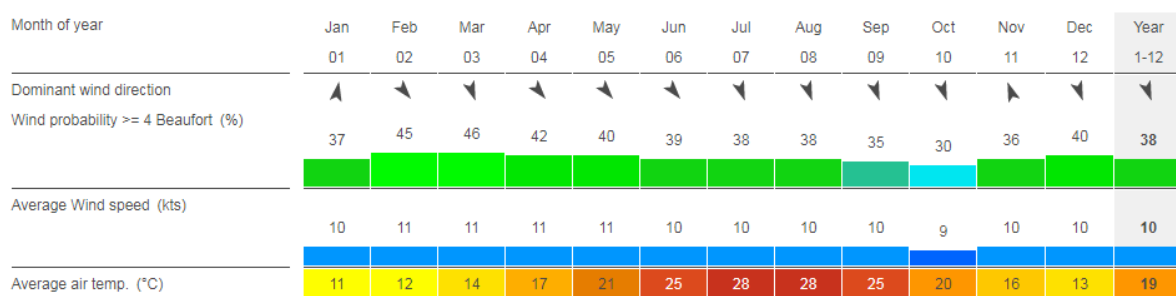 Month of year Jan Feb Mar Apr May Jun Jul Aug Sep Oct Nov Dec Year
01 02 03 04 05 06 07 08 09 10 11 12 1-12
Dominant wind direction
Wind probability >= 4 Beaufort (%)
37 45 46 42 40 39 38 38 35 30 36 40 38
Average Wind speed (kts)
10 11 11 11 11 10 10 10 10 9 10 10 10
Average air temp. (°C) 11 12 14 17 21 25 28 28 25 20 16 13 19